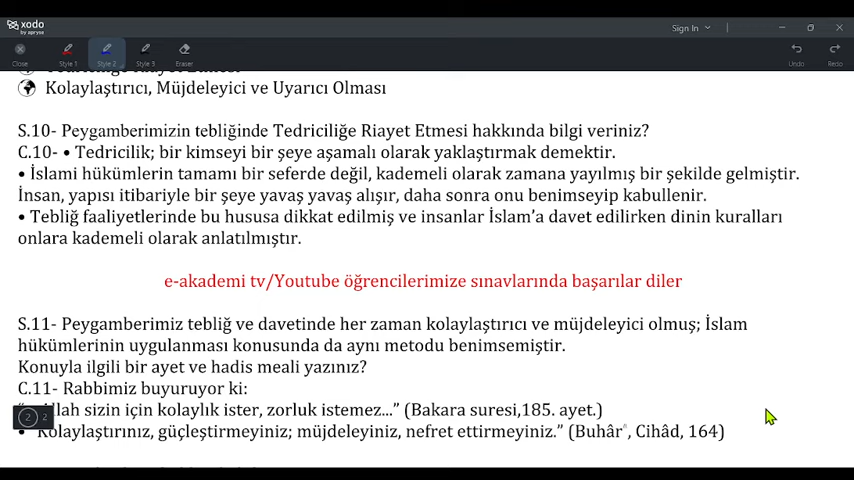 xodo
by apryse
Sign In
Close
Style 1
Style 2
Style 3
Eraser
Undo
Redo
Kolaylaştırıcı, Müjdeleyici ve Uyarıcı Olması
S.10- Peygamberimizin tebliğinde Tedriciliğe Riayet Etmesi hakkında bilgi veriniz?
C.10- • Tedricilik; bir kimseyi bir şeye aşamalı olarak yaklaştırmak demektir.
• İslami hükümlerin tamamı bir seferde değil, kademeli olarak zamana yayılmış bir şekilde gelmiştir.
İnsan, yapısı itibariyle bir şeye yavaş yavaş alışır, daha sonra onu benimseyip kabullenir.
• Tebliğ faaliyetlerinde bu hususa dikkat edilmiş ve insanlar İslam’a davet edilirken dinin kuralları
onlara kademeli olarak anlatılmıştır.
e-akademi tv/Youtube öğrencilerimize sınavlarında başarılar diler
S.11- Peygamberimiz tebliğ ve davetinde her zaman kolaylaştırıcı ve müjdeleyici olmuş; İslam
hükümlerinin uygulanması konusunda da aynı metodu benimsemiştir.
Konuyla ilgili bir ayet ve hadis meali yazınız?
C.11- Rabbimiz buyuruyor ki:
sizin için kolaylık ister, zorluk istemez...” (Bakara suresi,185. ayet.)
2 2
Kolaylaştırınız, güçleştirmeyiniz; müjdeleyiniz, nefret ettirmeyiniz.” (Buhâr , Cihâd, 164)